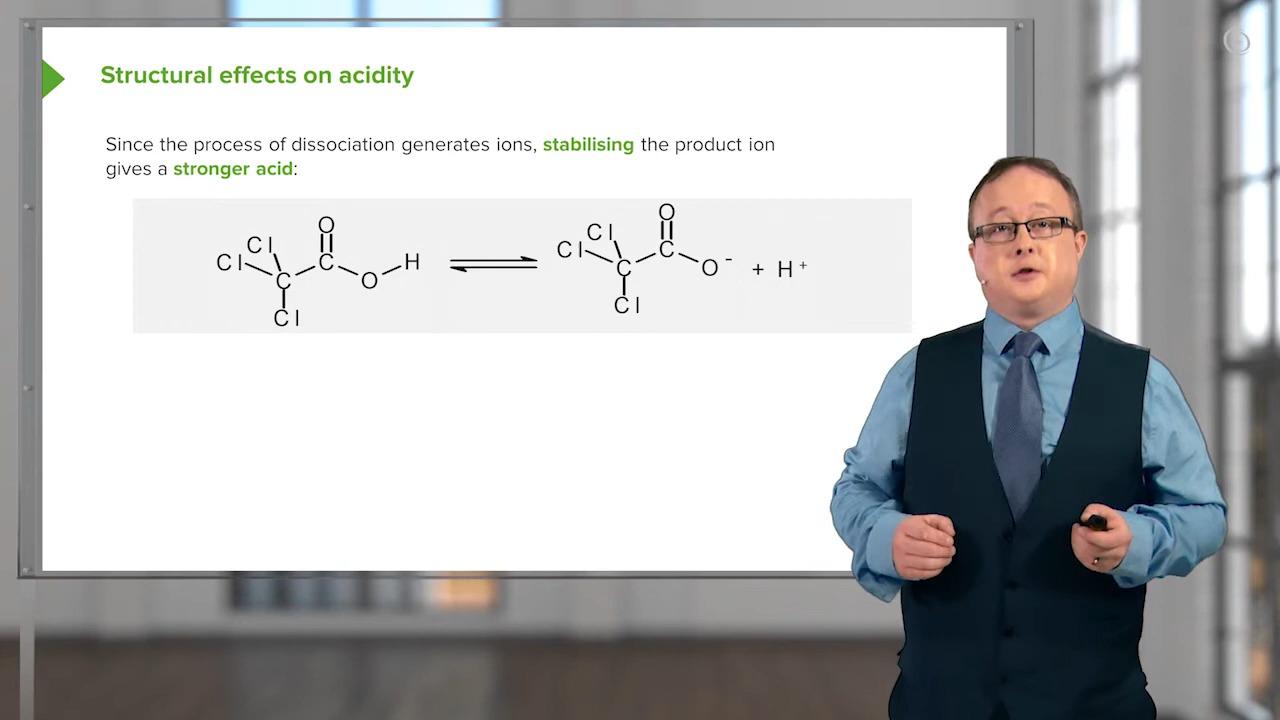 Structural effects on acidity
Since the process of dissociation generates ions, stabilising the product ion
gives a stronger acid:
O
Cl
Cl C C H
O
Cl
O
Cl
Cl C C
O - + H +
Cl